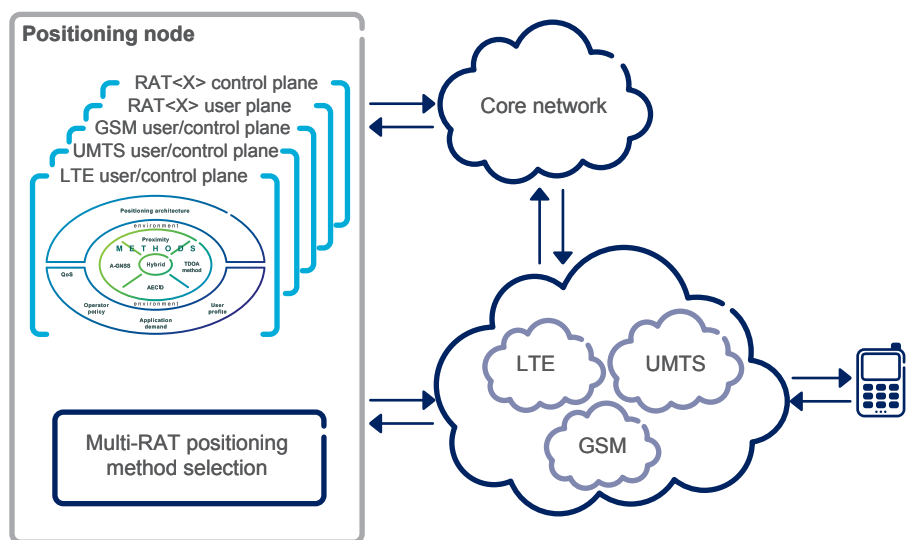 Positioning node
RAT<X> control plane
RAT<X> user plane
GSM user/control plane
UMTS user/control plane
LTE user/control plane
Positioning architecture
environment
Proximity
METHODS
A-GNSS
Hybrid
TDOA
method
AECID
environment
QoS
Operator
policy
Application
demand
User
profile
Multi-RAT positioning
method selection
Core network
LTE
UMTS
GSM